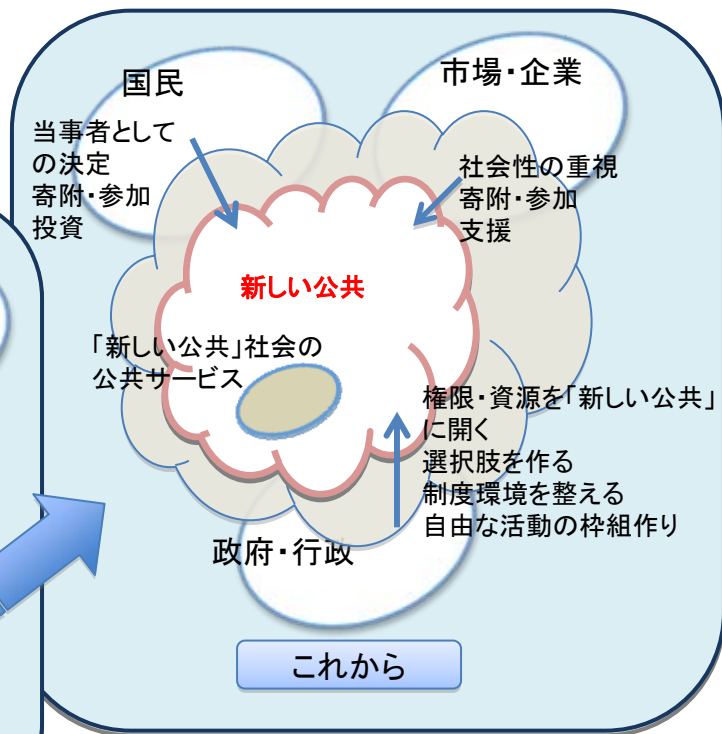 国民
当事者として
の決定
寄附・参加
投資
市場・企業
社会性の重視
寄附・参加
支援
新しい公共
「新しい公共」社会の
公共サービス
権限・資源を「新しい公共」
に開く
選択肢を作る
制度環境を整える
自由な活動の枠組作り
政府・行政
これから